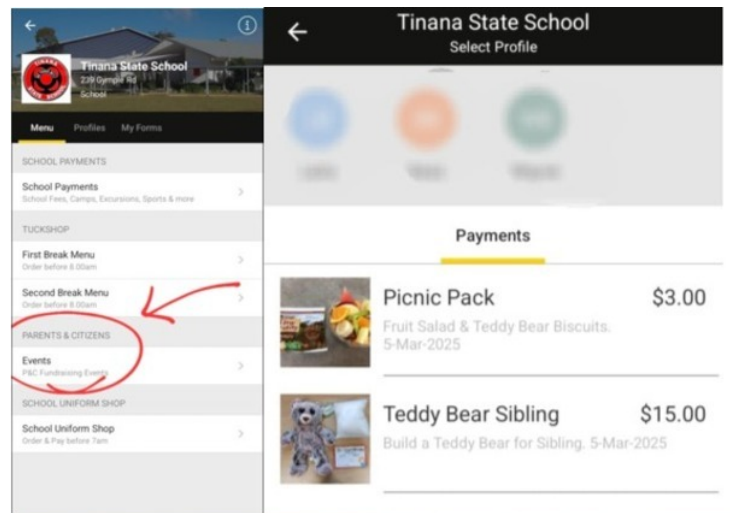 Tinana State School
239 Gympie Rd
School
Menu Profiles My Forms
SCHOOL PAYMENTS
School Payments
School Fees, Camps, Excursions, Sports & more
TUCKSHOP
First Break Menu
Order before 8.00am
Second Break Menu
Order before 8.00am
PARENTS & CITIZENS
Events
P&C Fundraising Events
SCHOOL UNIFORM SHOP
School Uniform Shop
Order & Pay before 7am
Tinana State School
Select Profile
Payments
Picnic Pack $3.00
Fruit Salad & Teddy Bear Biscuits.
5-Mar-2025
Teddy Bear Sibling $15.00
Build a Teddy Bear for Sibling. 5-Mar-2025